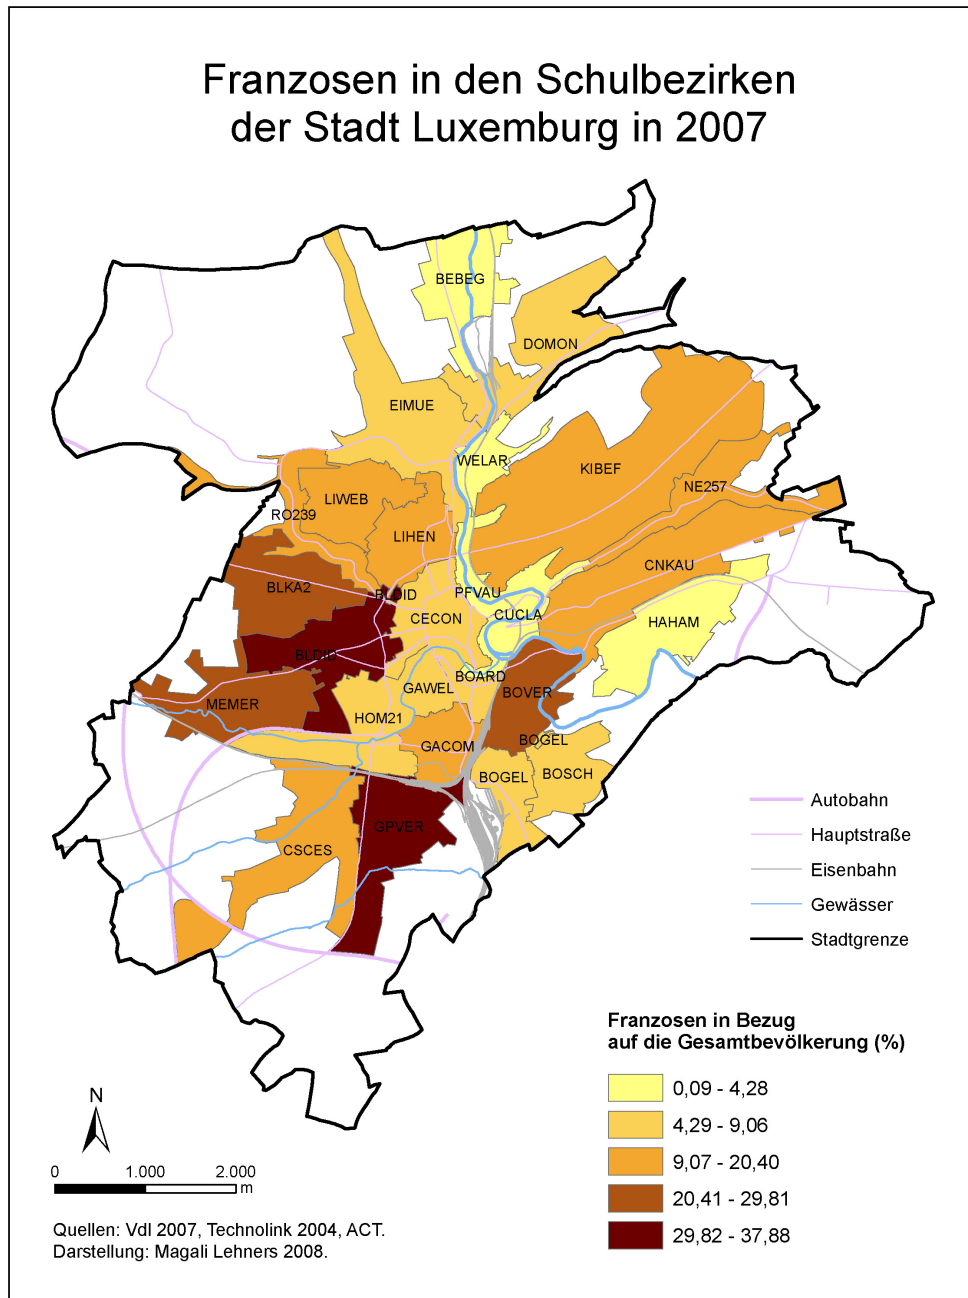 Franzosen in den Schulbezirken
der Stadt Luxemburg in 2007
BEBEG
DOMON
EIMUE
WELAR
KIBEF
NE257
LIWEB
RO239
LIHEN
CNKAU
BLKA2
BLDID
PFVAU
CECON
CUCLA
HAHAM
BLDID
BOARD
GAWEL
BOVER
MEMER
HOM21
BOGEL
GACOM
BOGEL
BOSCH
GPVER
CSCES
Autobahn
Hauptstraße
Eisenbahn
Gewässer
Stadtgrenze
Franzosen in Bezug
auf die Gesamtbevölkerung (%)
0,09 - 4,28
4,29 - 9,06
9,07 - 20,40
20,41 - 29,81
29,82 - 37,88
N
0 1.000 2.000
m
Quellen: Vdl 2007, Technolink 2004, ACT.
Darstellung: Magali Lehners 2008.